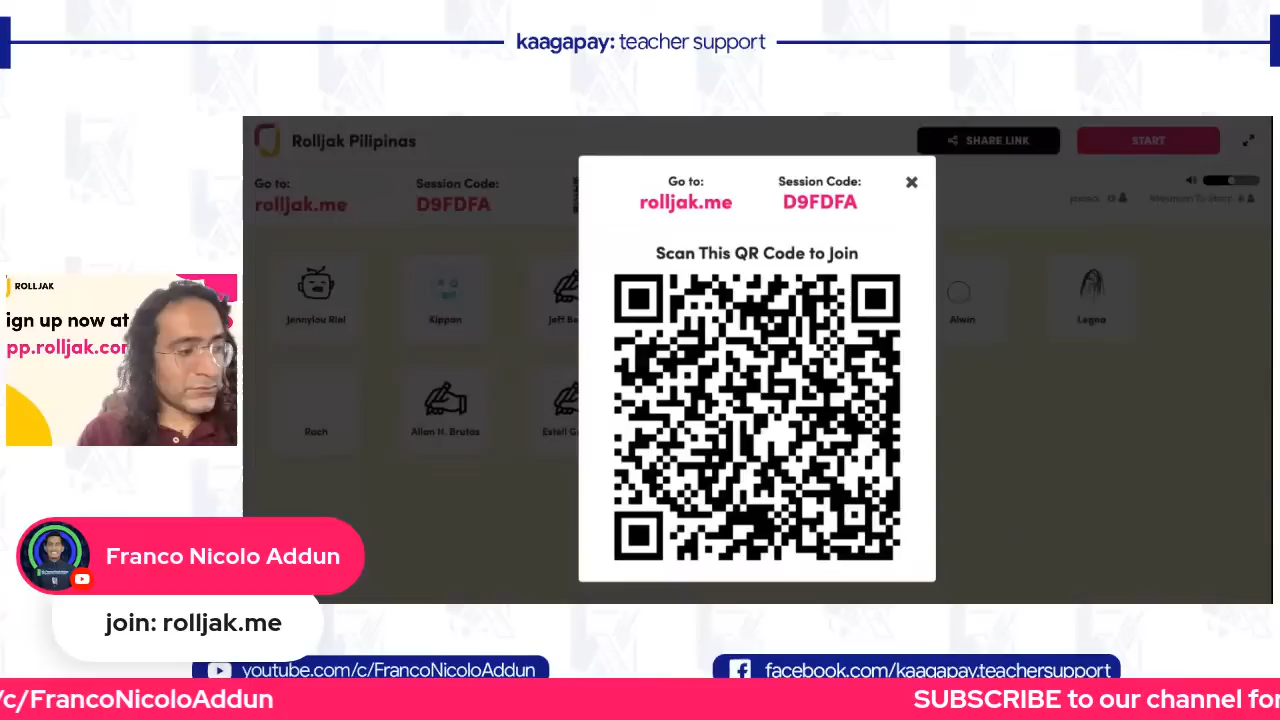 kaagapay: teacher support
Rolljak Pilipinas
SHARE LINK
START
Go to:
rolljak.me
Session Code:
D9FDFA
Go to:
rolljak.me
Session Code:
D9FDFA
Scan This QR Code to Join
Jennylou Rial
Kippon
Alwin
Legna
Rach
Allan N. Brutas
ROLLJAK
ign up now at
pp.rolljak.co
Franco Nicolo Addun
join: rolljak.me
youtube.com/c/FrancoNicoloAddun
facebook.com/kaagapay.teachersupport
/c/FrancoNicoloAddun
SUBSCRIBE to our channel for